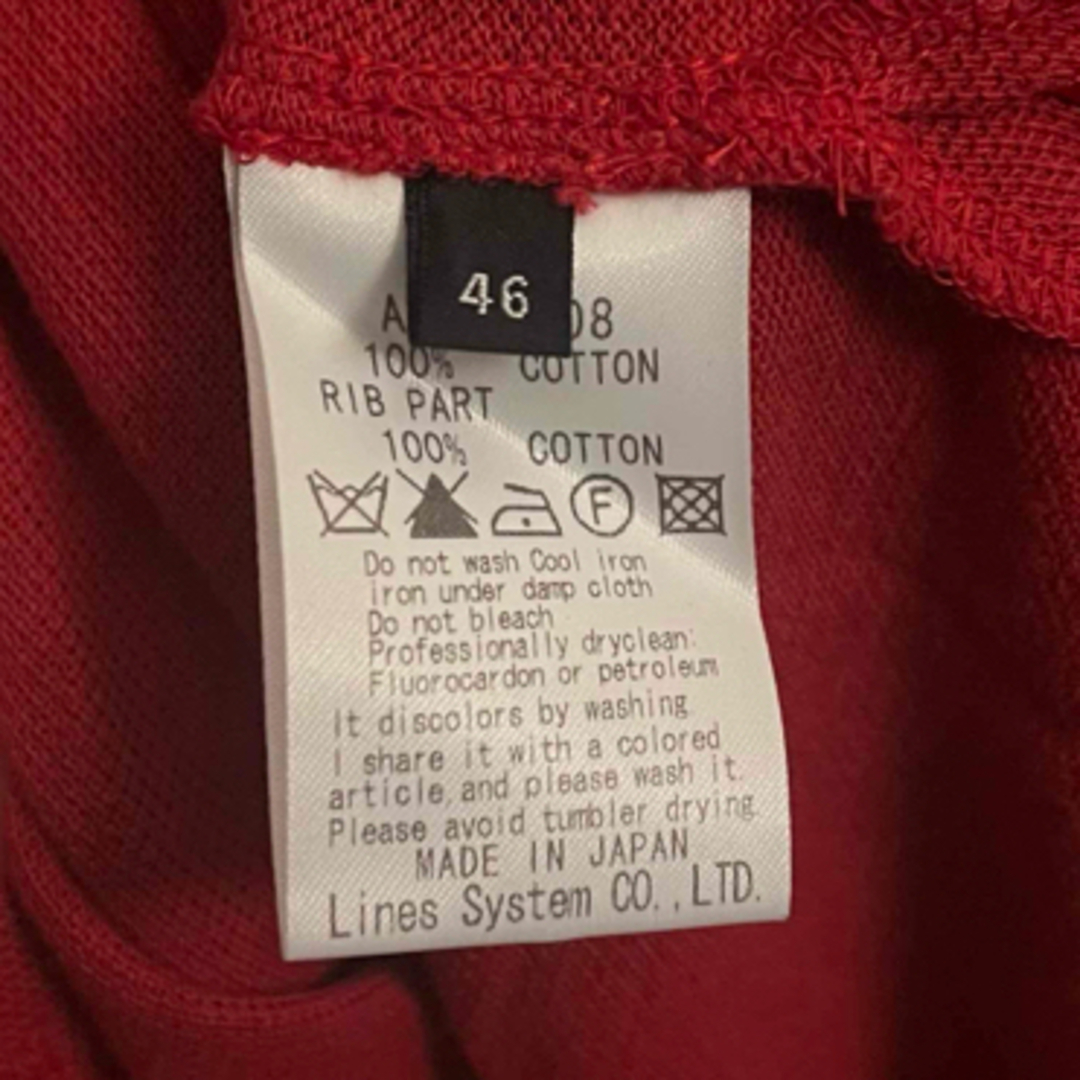 46
A 08
100% COTTON
RIB PART
100% COTTON
F
Do not wash Cool iron
iron under damp cloth
Do not bleach
Professionally dryclean:
Fluorocardon or petroleum
It discolors by washing
I share it with a colored
article,and please wash it.
Please avoid tumbler drying.
MADE IN JAPAN
Lines System CO.,LTD.